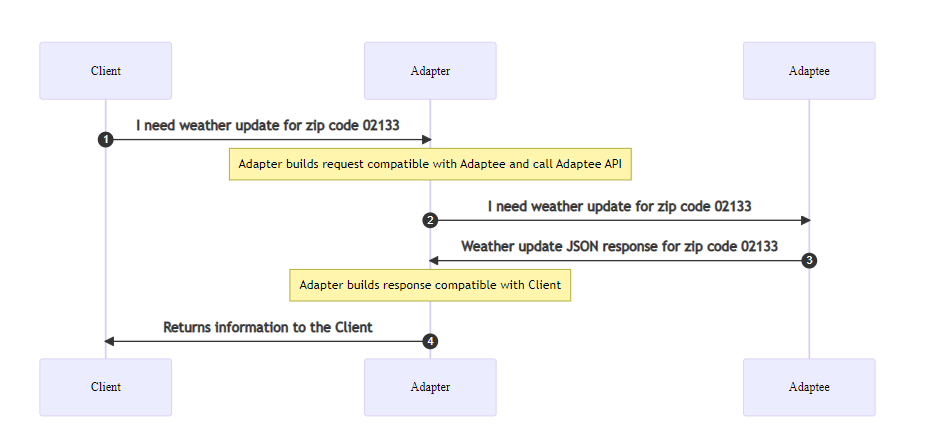 Client
Adapter
Adaptee
I need weather update for zip code 02133
1
Adapter builds request compatible with Adaptee and call Adaptee API
I need weather update for zip code 02133
2
Weather update JSON response for zip code 02133
3
Adapter builds response compatible with Client
Returns information to the Client
4
Client
Adapter
Adaptee